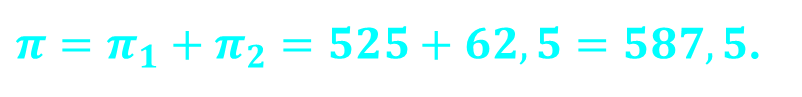 π = π₁ + π₂ = 525 + 62,5 = 587,5.